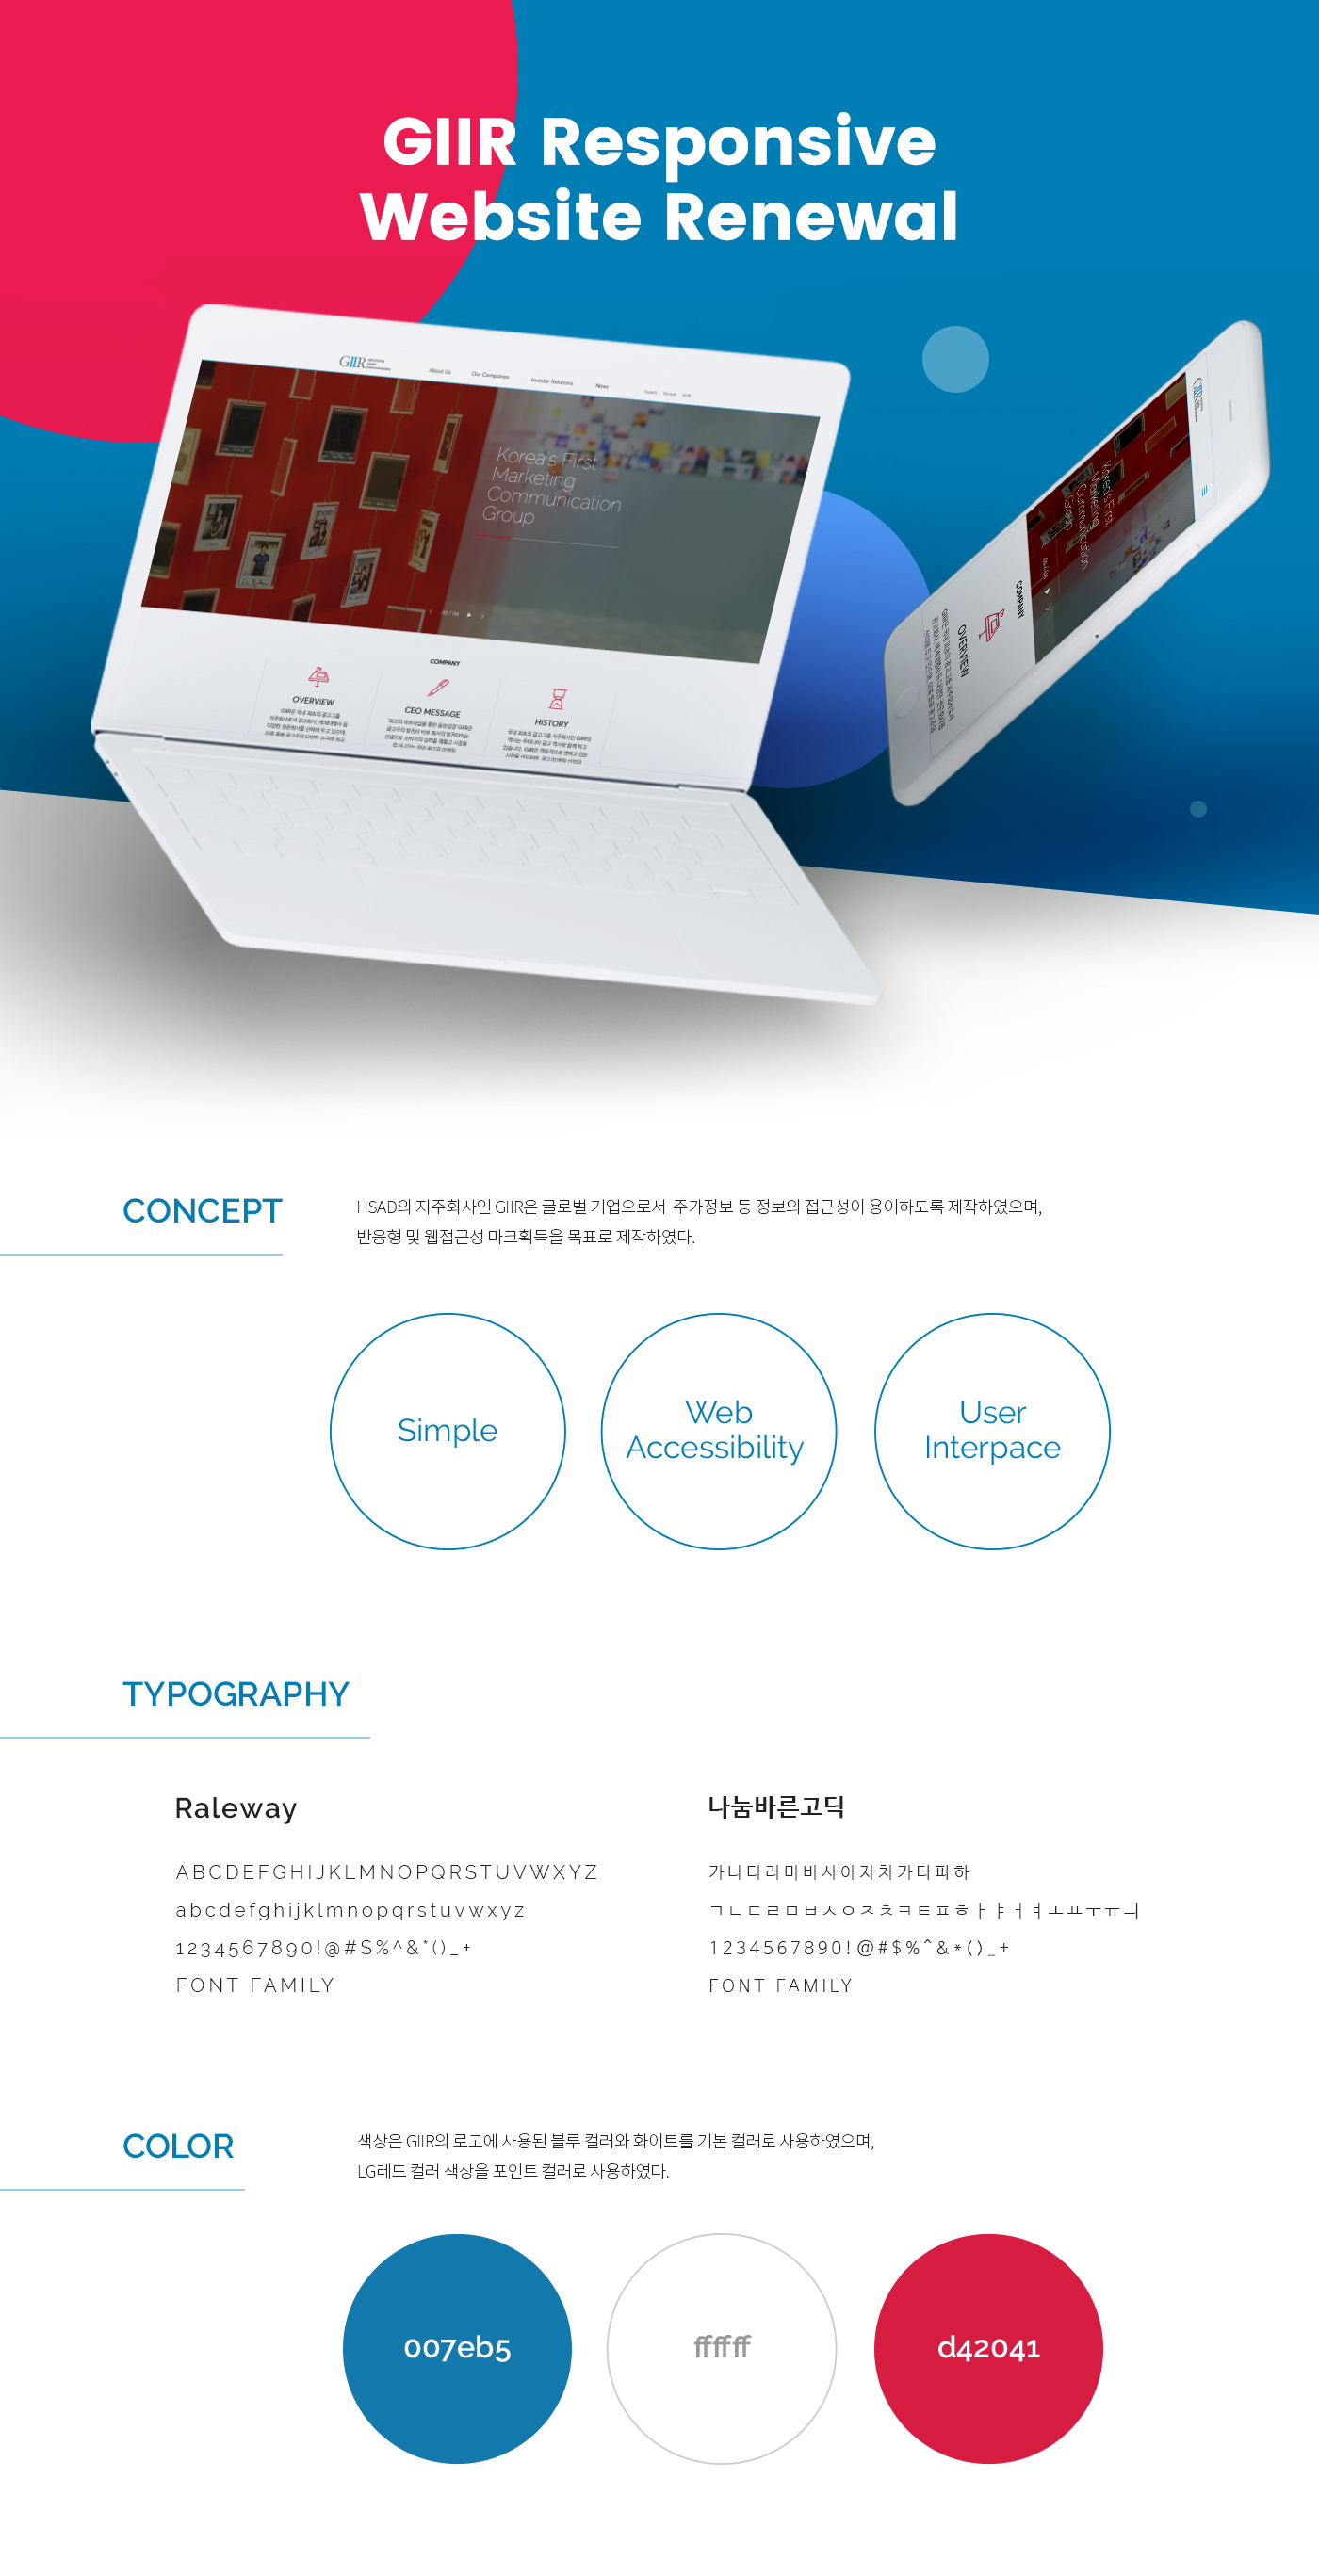 GIIR Responsive
Website Renewal
GIIR
About Us
Our Companies
Investor Relations
News
Korea's First
Marketing
Communication
Group
02 / 04
COMPANY
OVERVIEW
CEO MESSAGE
HISTORY
GIIR
Korea's First
Marketing
Communication
Group
COMPANY
OVERVIEW
CONCEPT
HSAD의 지주회사인 GIIR은 글로벌 기업으로서 주가정보 등 정보의 접근성이 용이하도록 제작하였으며,
반응형 및 웹접근성 마크획득을 목표로 제작하였다.
Simple
Web
Accessibility
User
Interpace
TYPOGRAPHY
Raleway
ABCDEFGHIJKLMNOPQRSTUVWXYZ
abcdefghijklmnopqrstuvwxyz
1234567890!@#$%^&*()_+
FONT FAMILY
나눔바른고딕
가나다라마바사아자차카타파하
ㄱㄴㄷㄹㅁㅂㅅㅇㅈㅊㅋㅌㅍㅎㅏㅑㅓㅕㅗㅛㅜㅠㅢ
1234567890!@#$%^&*()_+
FONT FAMILY
COLOR
색상은 GIIR의 로고에 사용된 블루 컬러와 화이트를 기본 컬러로 사용하였으며,
LG레드 컬러 색상을 포인트 컬러로 사용하였다.
007eb5
ffffff
d42041